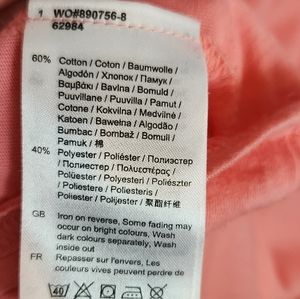 1 WO#890756-8
62984
60% Cotton / Coton / Baumwolle /
Algodón / Хлопок / Памук /
Βαμβάκι / Bavlna / Bomuld /
Puuvillane / Puuvilla / Pamut /
Cotone / Kokvilna / Medvilnė /
Katoen / Bawełna / Algodão /
Bumbac / Bombaž / Bomull /
Pamuk / 棉
40% Polyester / Poliéster / Полиэстер
/ Полиестер / Πολυεστέρας /
Polüester / Polyesteri / Poliészter
/ Poliestere / Poliesteris /
Poliester / Polyester / 聚酯纤维
GB Iron on reverse, Some fading may
occur on bright colours, Wash
dark colours separately, Wash
inside out
FR Repasser sur l'envers, Les
couleurs vives peuvent perdre de
40